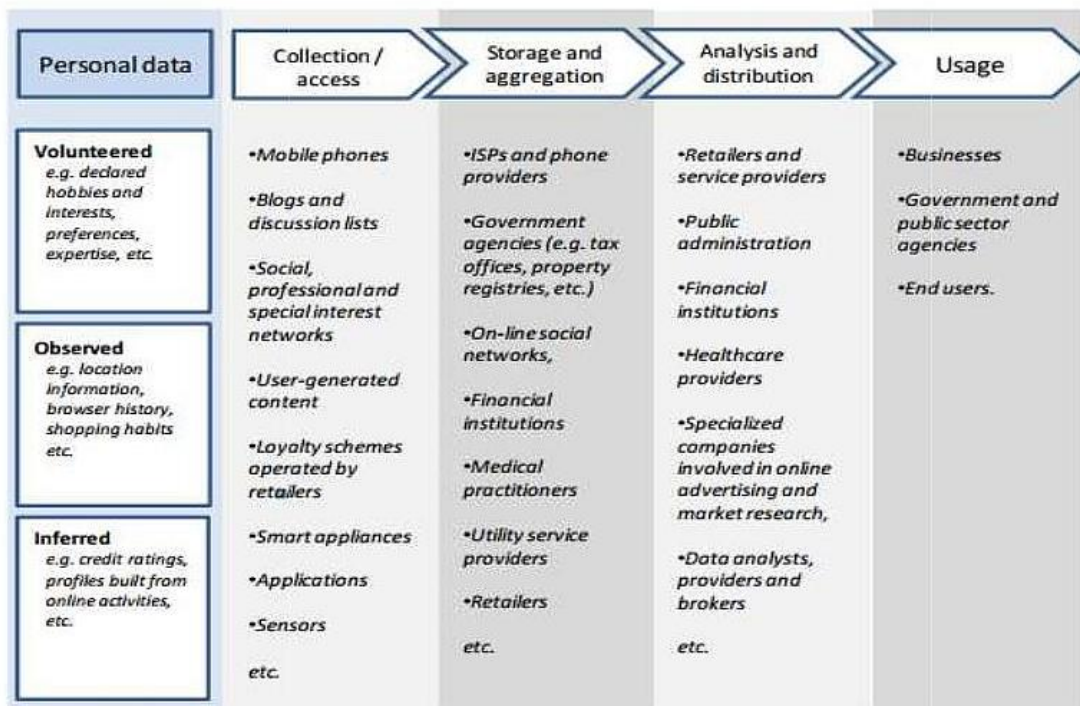 Personal data
Collection /
access
Storage and
aggregation
Analysis and
distribution
Usage
Volunteered
e.g. declared
hobbies and
interests,
preferences,
expertise, etc.
Observed
e.g. location
information,
browser history,
shopping habits
etc.
Inferred
e.g. credit ratings,
profiles built from
online activities,
etc.
•Mobile phones
•Blogs and
discussion lists
•Social,
professional and
special interest
networks
•User-generated
content
•Loyalty schemes
operated by
retailers
•Smart appliances
•Applications
•Sensors
etc.
•ISPs and phone
providers
•Government
agencies (e.g. tax
offices, property
registries, etc.)
•On-line social
networks,
•Financial
institutions
•Medical
practitioners
•Utility service
providers
•Retailers
etc.
•Retailers and
service providers
•Public
administration
•Financial
institutions
•Healthcare
providers
•Specialized
companies
involved in online
advertising and
market research,
•Data analysts,
providers and
brokers
etc.
•Businesses
•Government and
public sector
agencies
•End users.